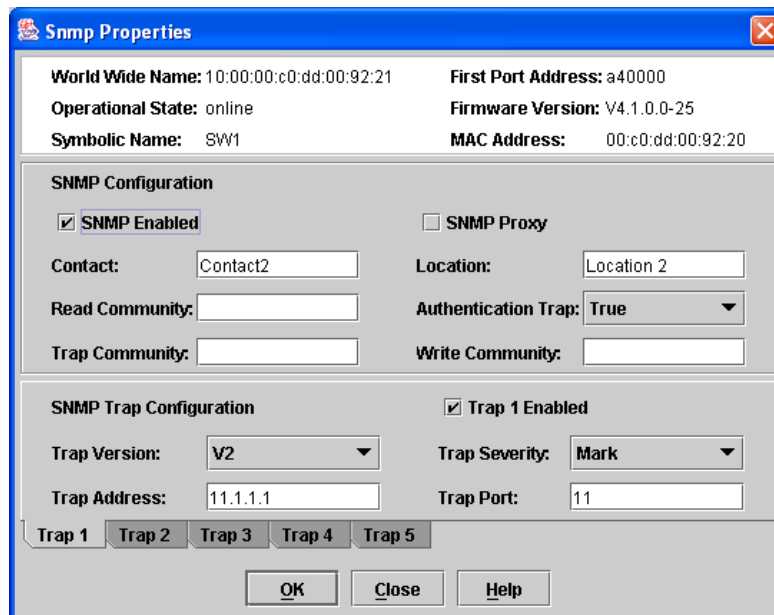 Snmp Properties
World Wide Name: 10:00:00:c0:dd:00:92:21 First Port Address: a40000
Operational State: online Firmware Version: V4.1.0.0-25
Symbolic Name: SW1 MAC Address: 00:c0:dd:00:92:20
SNMP Configuration
SNMP Enabled SNMP Proxy
Contact: Contact2 Location: Location 2
Read Community: Authentication Trap: True
Trap Community: Write Community:
SNMP Trap Configuration Trap 1 Enabled
Trap Version: V2 Trap Severity: Mark
Trap Address: 11.1.1.1 Trap Port: 11
Trap 1 Trap 2 Trap 3 Trap 4 Trap 5
OK Close Help